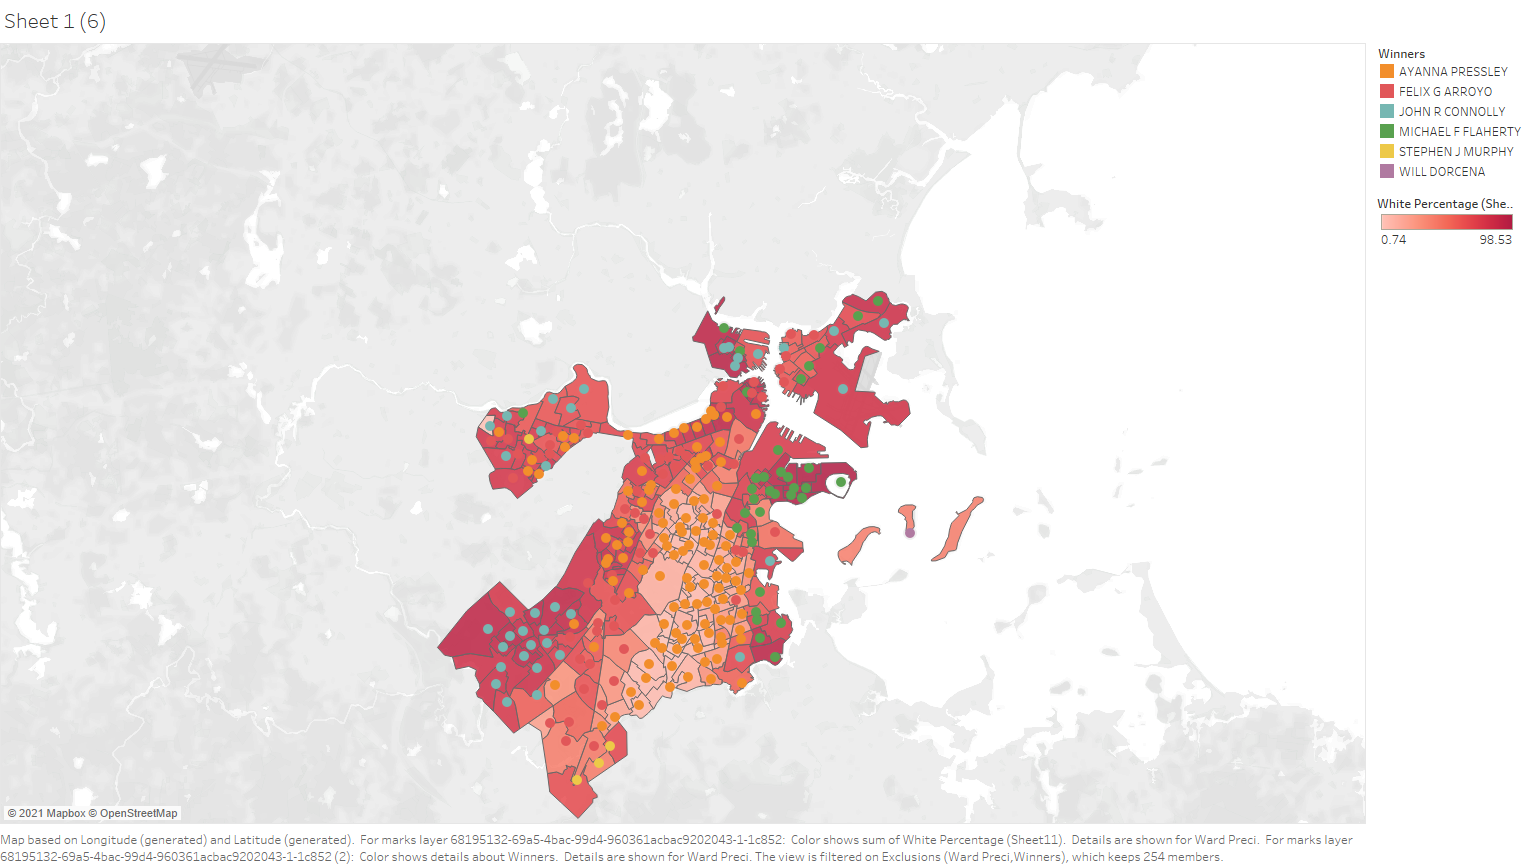 Sheet 1 (6)
Winners
AYANNA PRESSLEY
FELIX G ARROYO
JOHN R CONNOLLY
MICHAEL F FLAHERTY
STEPHEN J MURPHY
WILL DORCENA
White Percentage (She..
0.74 98.53
© 2021 Mapbox © OpenStreetMap
Map based on Longitude (generated) and Latitude (generated). For marks layer 68195132-69a5-4bac-99d4-960361acbac9202043-1-1c852: Color shows sum of White Percentage (Sheet11). Details are shown for Ward Preci. For marks layer
68195132-69a5-4bac-99d4-960361acbac9202043-1-1c852 (2): Color shows details about Winners. Details are shown for Ward Preci. The view is filtered on Exclusions (Ward Preci,Winners), which keeps 254 members.